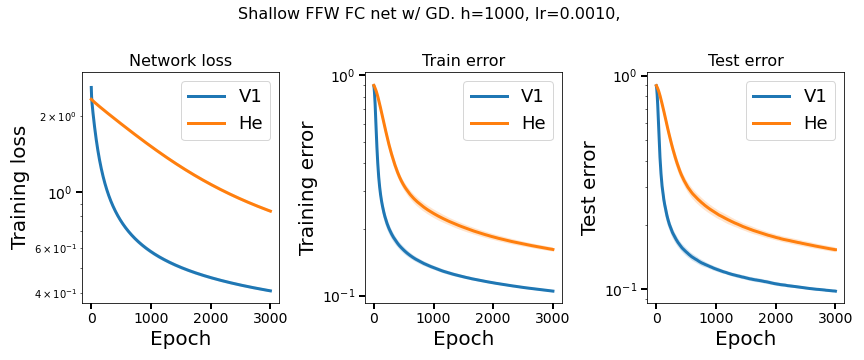 Shallow FFW FC net w/ GD. h=1000, lr=0.0010,
Network loss
Training loss
2 × 10⁰
10⁰
6 × 10⁻¹
4 × 10⁻¹
V1
He
0 1000 2000 3000
Epoch
Train error
Training error
10⁰
10⁻¹
V1
He
0 1000 2000 3000
Epoch
Test error
Test error
10⁰
10⁻¹
V1
He
0 1000 2000 3000
Epoch